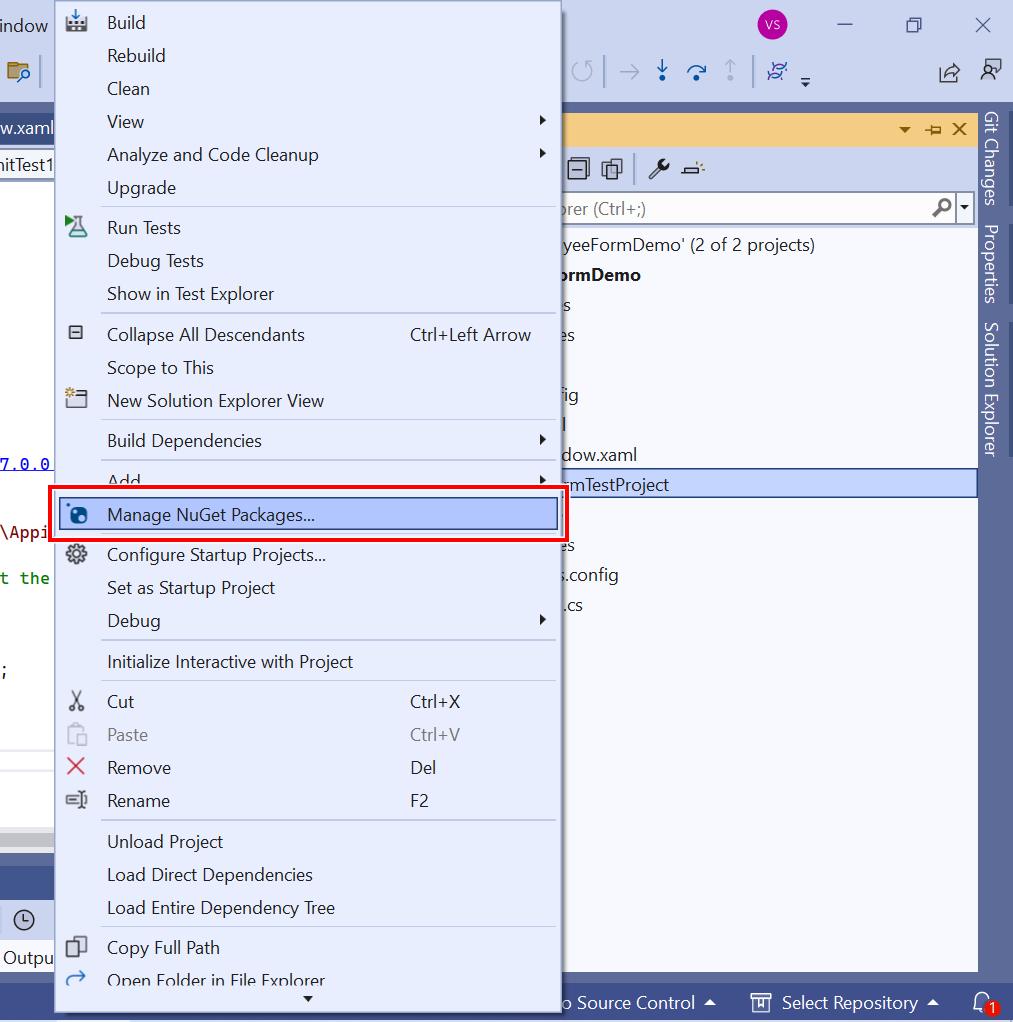 indow
VS
w.xaml
nitTest1
7.0.0
\Appi
t the
;
Outpu
Build
Rebuild
Clean
View
Analyze and Code Cleanup
Upgrade
Run Tests
Debug Tests
Show in Test Explorer
Collapse All Descendants Ctrl+Left Arrow
Scope to This
New Solution Explorer View
Build Dependencies
Add
Manage NuGet Packages...
Configure Startup Projects...
Set as Startup Project
Debug
Initialize Interactive with Project
Cut Ctrl+X
Paste Ctrl+V
Remove Del
Rename F2
Unload Project
Load Direct Dependencies
Load Entire Dependency Tree
Copy Full Path
Open Folder in File Explorer
orer (Ctrl+;)
yeeFormDemo' (2 of 2 projects)
ormDemo
es
es
fig
l
dow.xaml
rmTestProject
es
s.config
.cs
Git Changes
Properties
Solution Explorer
o Source Control
Select Repository
1